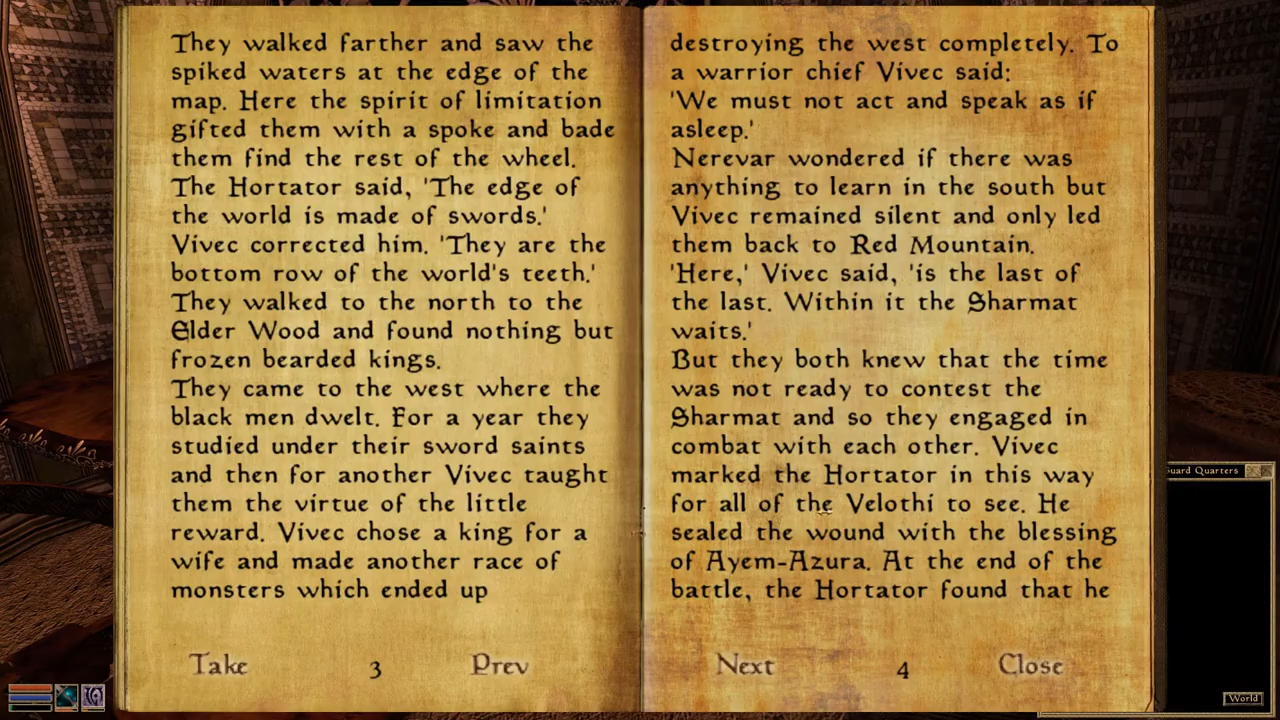 They walked farther and saw the
spiked waters at the edge of the
map. Here the spirit of limitation
gifted them with a spoke and bade
them find the rest of the wheel.
The Hortator said, 'The edge of
the world is made of swords.'
Vivec corrected him. 'They are the
bottom row of the world's teeth.'
They walked to the north to the
Elder Wood and found nothing but
frozen bearded kings.
They came to the west where the
black men dwelt. For a year they
studied under their sword saints
and then for another Vivec taught
them the virtue of the little
reward. Vivec chose a king for a
wife and made another race of
monsters which ended up
Take
3
Prev
destroying the west completely. To
a warrior chief Vivec said:
'We must not act and speak as if
asleep.'
Nerevar wondered if there was
anything to learn in the south but
Vivec remained silent and only led
them back to Red Mountain.
'Here,' Vivec said, 'is the last of
the last. Within it the Sharmat
waits.'
But they both knew that the time
was not ready to contest the
Sharmat and so they engaged in
combat with each other. Vivec
marked the Hortator in this way
for all of the Velothi to see. He
sealed the wound with the blessing
of Ayem-Azura. At the end of the
battle, the Hortator found that he
Next
4
Close
Quarters
World